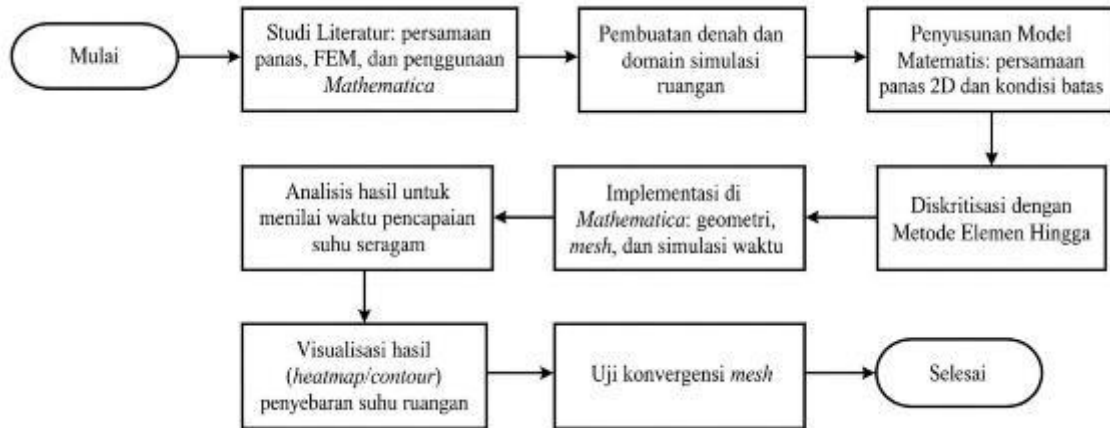 Mulai
Studi Literatur: persamaan
panas, FEM, dan penggunaan
Mathematica
Pembuatan denah dan
domain simulasi
ruangan
Penyusunan Model
Matematis: persamaan
panas 2D dan kondisi batas
Diskritisasi dengan
Metode Elemen Hingga
Implementasi di
Mathematica: geometri,
mesh, dan simulasi waktu
Analisis hasil untuk
menilai waktu pencapaian
suhu seragam
Visualisasi hasil
(heatmap/contour)
penyebaran suhu ruangan
Uji konvergensi mesh
Selesai